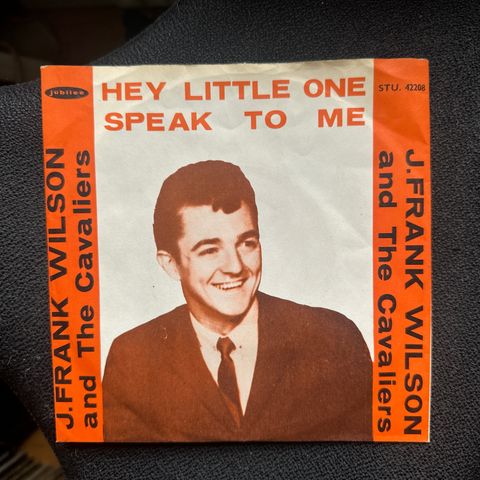 jubilee
HEY LITTLE ONE
SPEAK TO ME
STU. 42208
J. FRANK WILSON
and The Cavaliers
J. FRANK WILSON
and The Cavaliers